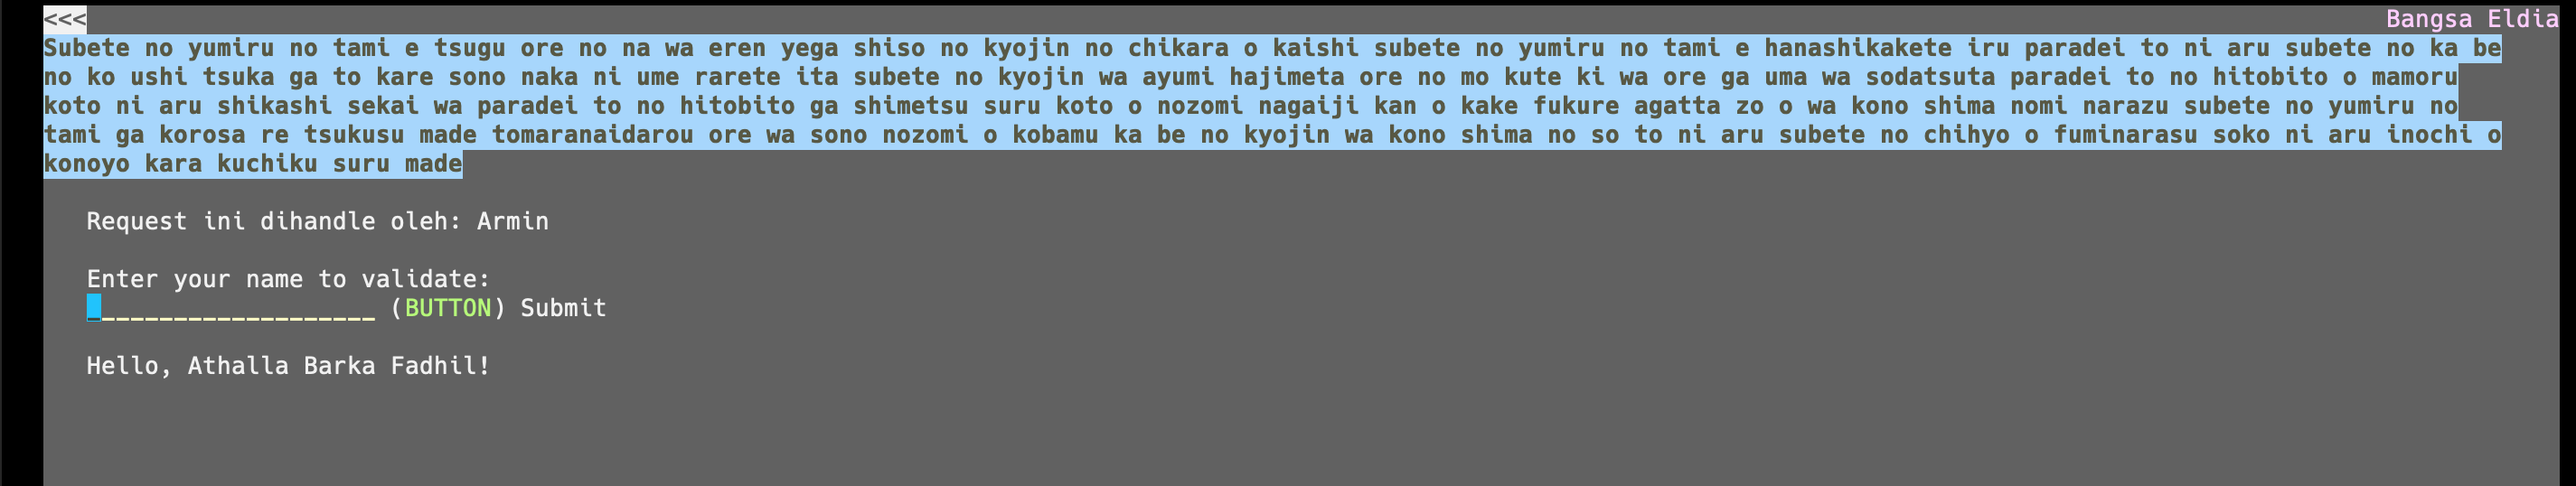 <<< Bangsa Eldia
Subete no yumiru no tami e tsugu ore no na wa eren yega shiso no kyojin no chikara o kaishi subete no yumiru no tami e hanashikakete iru paradei to ni aru subete no ka be
no ko ushi tsuka ga to kare sono naka ni ume rarete ita subete no kyojin wa ayumi hajimeta ore no mo kute ki wa ore ga uma wa sodatsuta paradei to no hitobito o mamoru
koto ni aru shikashi sekai wa paradei to no hitobito ga shimetsu suru koto o nozomi nagaiji kan o kake fukure agatta zo o wa kono shima nomi narazu subete no yumiru no
tami ga korosa re tsukusu made tomaranaidarou ore wa sono nozomi o kobamu ka be no kyojin wa kono shima no so to ni aru subete no chihyo o fuminarasu soko ni aru inochi o
konoyo kara kuchiku suru made
Request ini dihandle oleh: Armin
Enter your name to validate:
____________________ (BUTTON) Submit
Hello, Athalla Barka Fadhil!